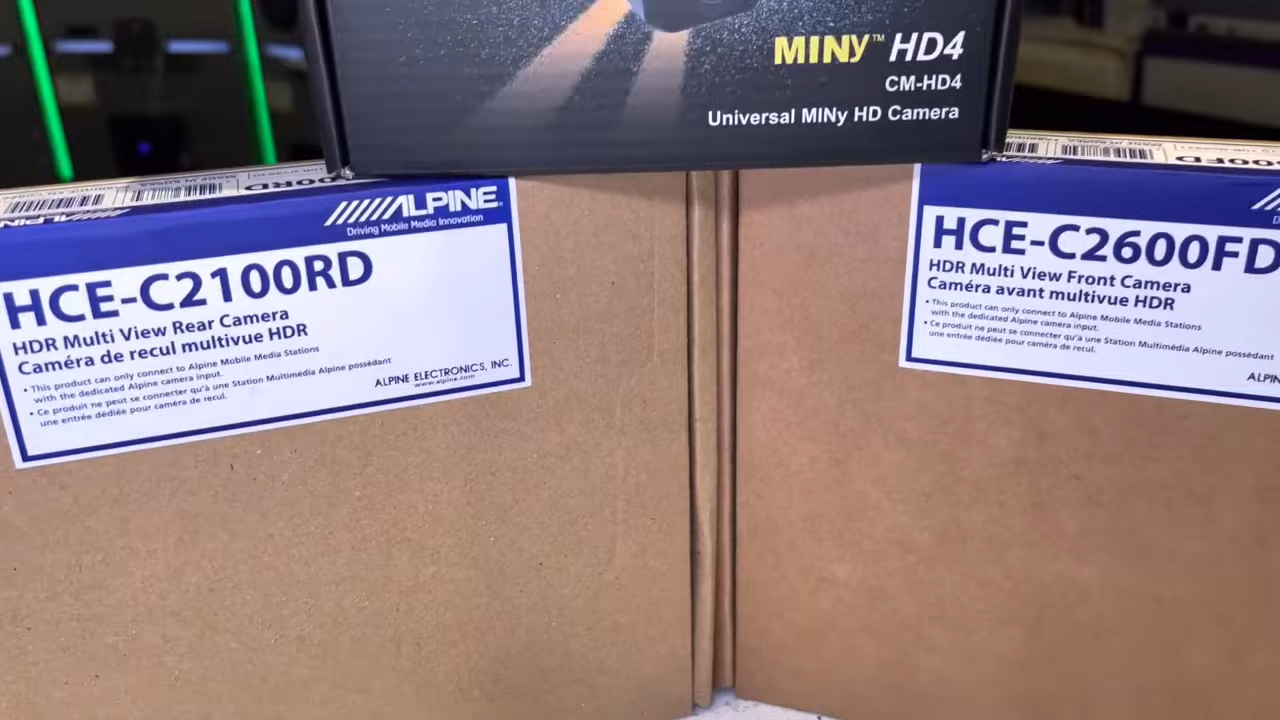 MINy™ HD4
CM-HD4
Universal MINy HD Camera
ALPINE®
Driving Mobile Media Innovation
HCE-C2100RD
HDR Multi View Rear Camera
Caméra de recul multivue HDR
• This product can only connect to Alpine Mobile Media Stations
with the dedicated Alpine camera input.
• Ce produit ne peut se connecter qu'à une Station Multimédia Alpine possédant
une entrée dédiée pour caméra de recul.
ALPINE ELECTRONICS, INC.
www.alpine.com
HCE-C2600FD
HDR Multi View Front Camera
Caméra avant multivue HDR
• This product can only connect to Alpine Mobile Media Stations
with the dedicated Alpine camera input.
• Ce produit ne peut se connecter qu'à une Station Multimédia Alpine possédant
une entrée dédiée pour caméra de recul.
ALPIN